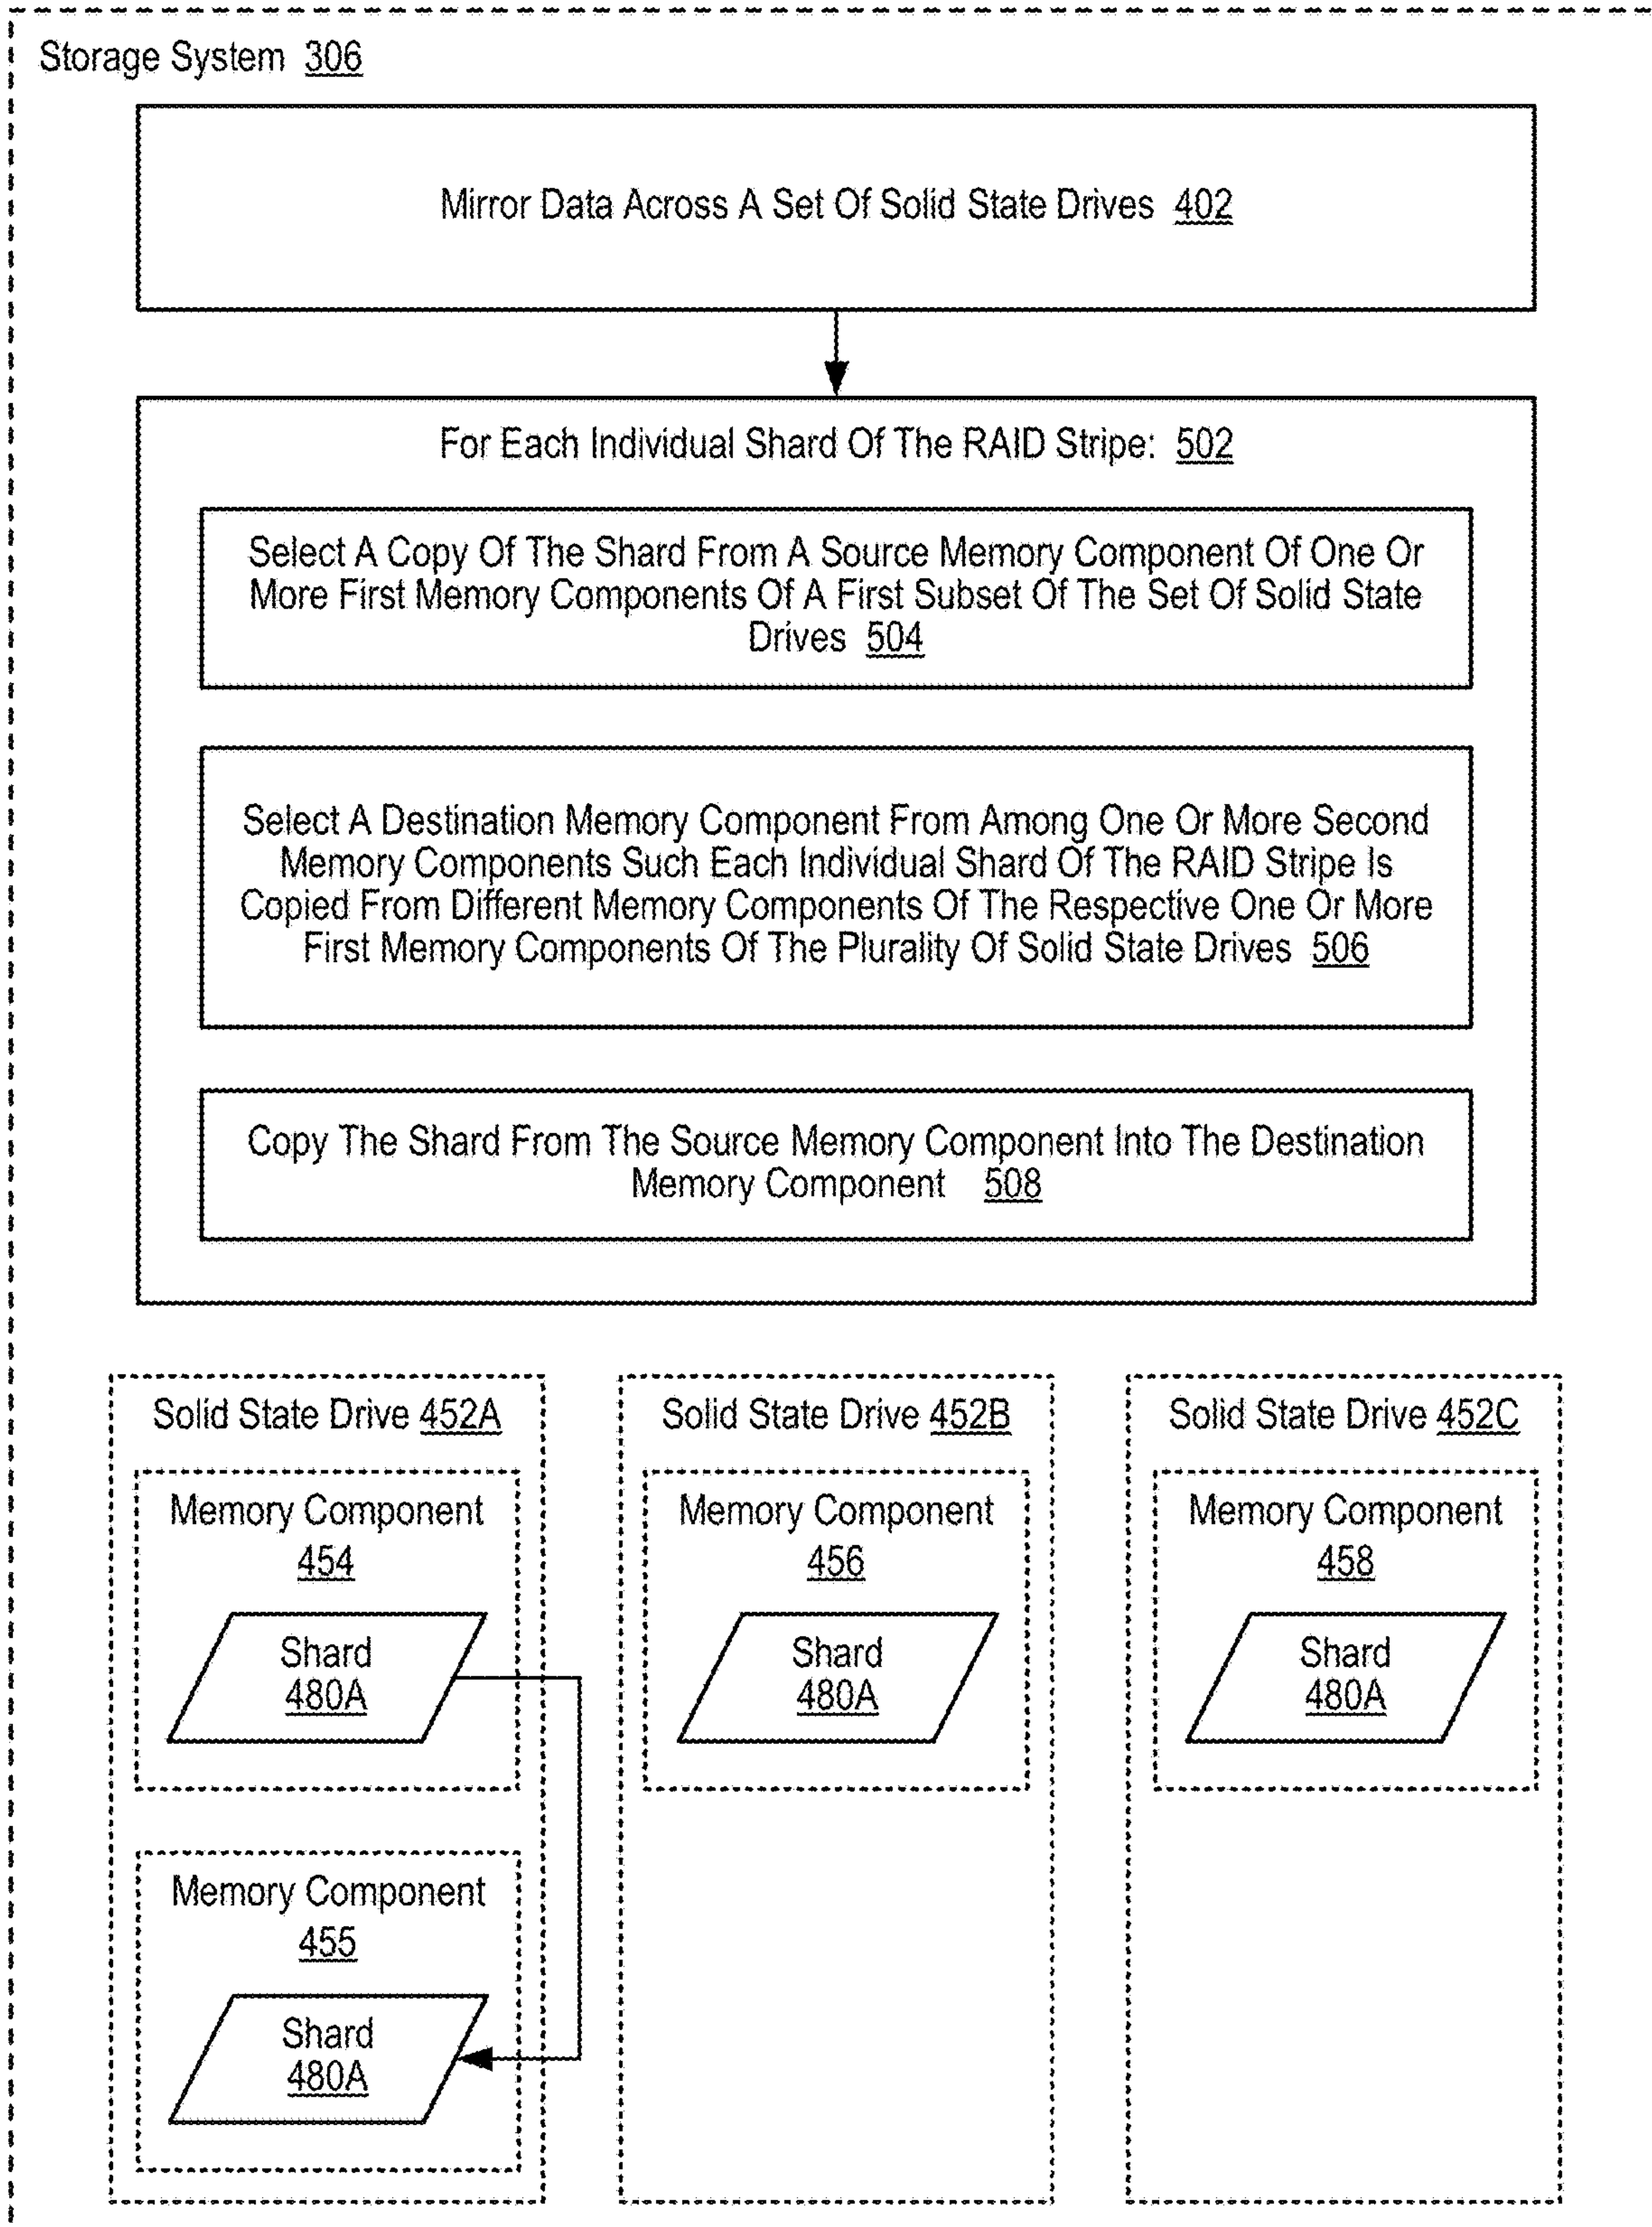 Storage System 306
Mirror Data Across A Set Of Solid State Drives 402
For Each Individual Shard Of The RAID Stripe: 502
Select A Copy Of The Shard From A Source Memory Component Of One Or
More First Memory Components Of A First Subset Of The Set Of Solid State
Drives 504
Select A Destination Memory Component From Among One Or More Second
Memory Components Such Each Individual Shard Of The RAID Stripe Is
Copied From Different Memory Components Of The Respective One Or More
First Memory Components Of The Plurality Of Solid State Drives 506
Copy The Shard From The Source Memory Component Into The Destination
Memory Component 508
Solid State Drive 452A
Memory Component
454
Shard
480A
Memory Component
455
Shard
480A
Solid State Drive 452B
Memory Component
456
Shard
480A
Solid State Drive 452C
Memory Component
458
Shard
480A